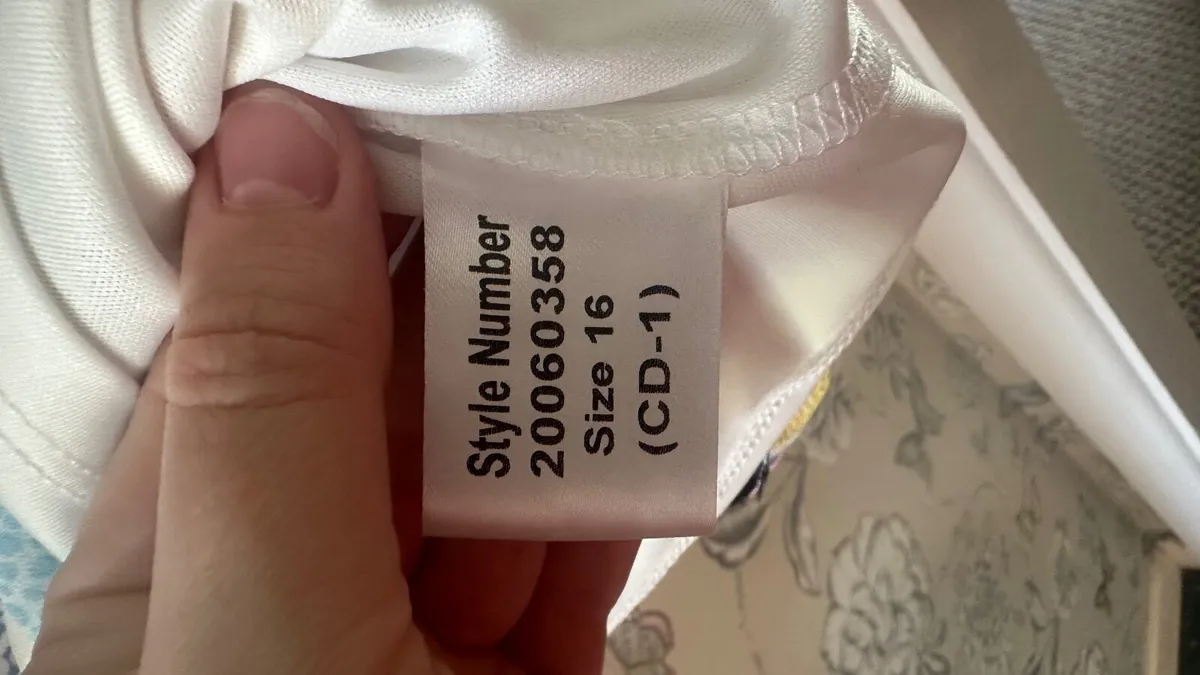 Style Number
20060358
Size 16
(CD-1)